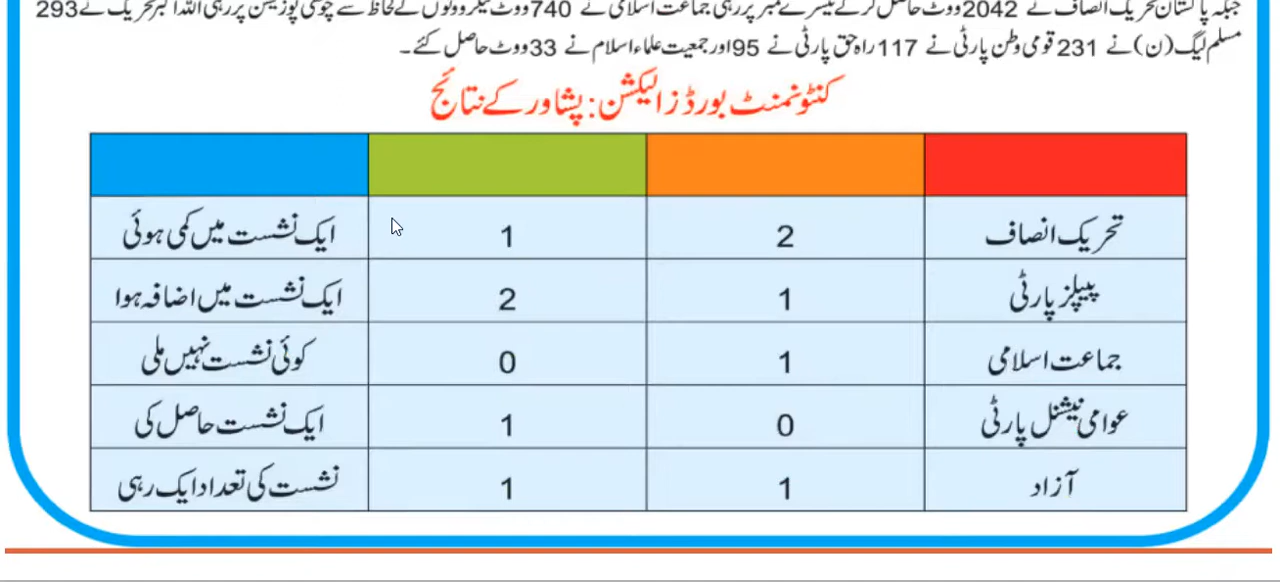 جبکہ پاکستان تحریک انصاف نے 2042 ووٹ حاصل کرکے تیسرے نمبر پر رہی جماعت اسلامی نے 740 ووٹ لیکر ووٹوں کے لحاظ سے چوتھی پوزیشن پر رہی اللہ اکبر تحریک نے 293
مسلم لیگ (ن) نے 231 قومی وطن پارٹی نے 117 راہ حق پارٹی نے 95 اور جمعیت علماء اسلام نے 33 ووٹ حاصل کئے۔
کنٹونمنٹ بورڈز الیکشن: پشاور کے نتائج
تحریک انصاف 2 1 ایک نشست میں کمی ہوئی
پیپلز پارٹی 1 2 ایک نشست میں اضافہ ہوا
جماعت اسلامی 1 0 کوئی نشست نہیں ملی
عوامی نیشنل پارٹی 0 1 ایک نشست حاصل کی
آزاد 1 1 نشست کی تعداد ایک رہی